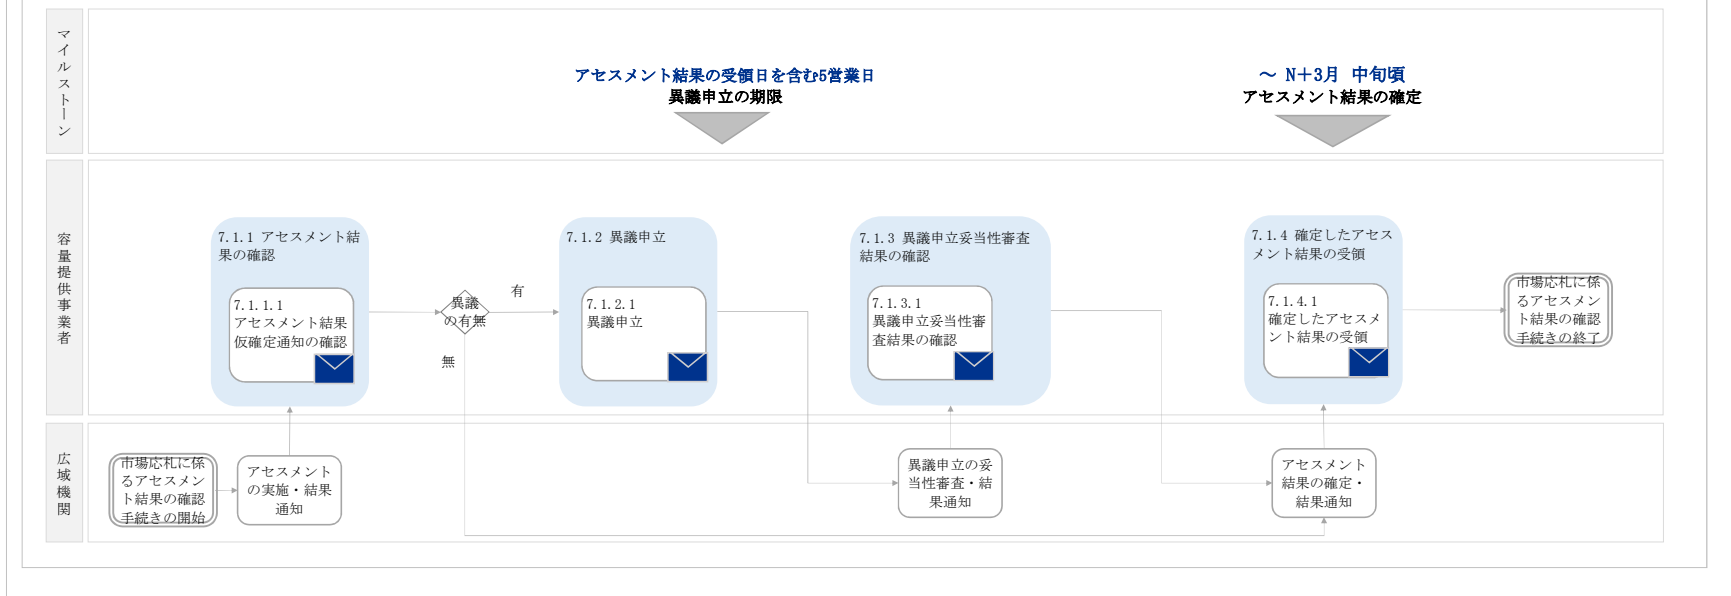 マイルストーン
アセスメント結果の受領日を含む5営業日
異議申立の期限
～ N＋3月 中旬頃
アセスメント結果の確定
容量提供事業者
7.1.1 アセスメント結
果の確認
7.1.1.1
アセスメント結果
仮確定通知の確認
異議
の有無
有
無
7.1.2 異議申立
7.1.2.1
異議申立
7.1.3 異議申立妥当性審査
結果の確認
7.1.3.1
異議申立妥当性審
査結果の確認
7.1.4 確定したアセス
メント結果の受領
7.1.4.1
確定したアセスメ
ント結果の受領
市場応札に係
るアセスメン
ト結果の確認
手続きの終了
広域機関
市場応札に係
るアセスメン
ト結果の確認
手続きの開始
アセスメント
の実施・結果
通知
異議申立の妥
当性審査・結
果通知
アセスメント
結果の確定・
結果通知